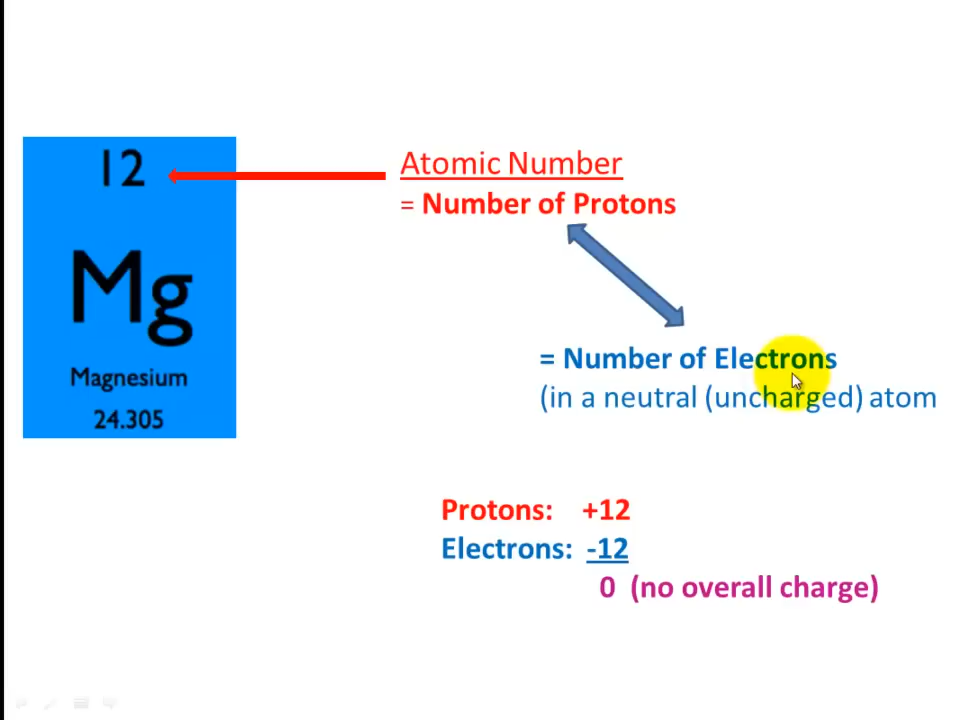 12
Mg
Magnesium
24.305
Atomic Number
= Number of Protons
= Number of Electrons
(in a neutral (uncharged) atom
Protons: +12
Electrons: -12
0 (no overall charge)